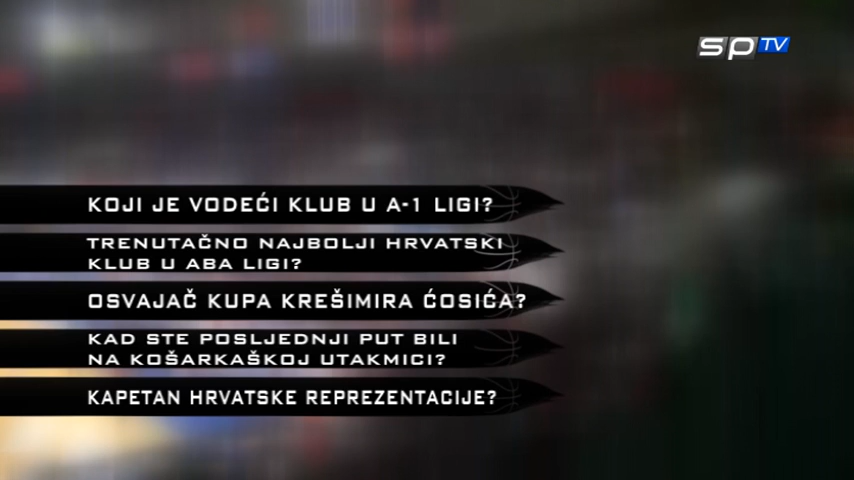 SPTV
KOJI JE VODEĆI KLUB U A-1 LIGI?
TRENUTAČNO NAJBOLJI HRVATSKI
KLUB U ABA LIGI?
OSVAJAČ KUPA KREŠIMIRA ĆOSIĆA?
KAD STE POSLJEDNJI PUT BILI
NA KOŠARKAŠKOJ UTAKMICI?
KAPETAN HRVATSKE REPREZENTACIJE?